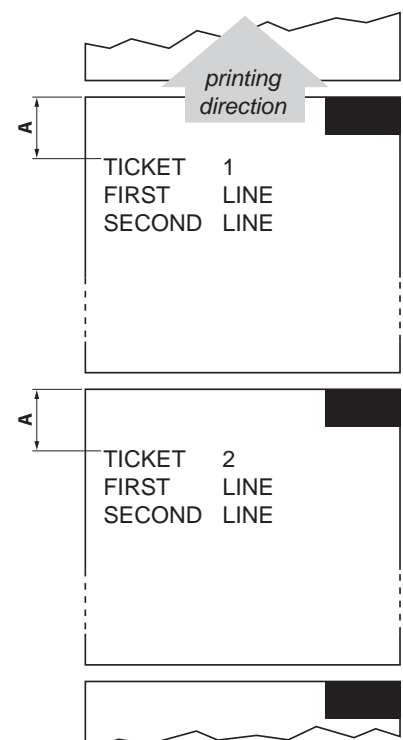 printing
direction
A
TICKET 1
FIRST LINE
SECOND LINE
A
TICKET 2
FIRST LINE
SECOND LINE